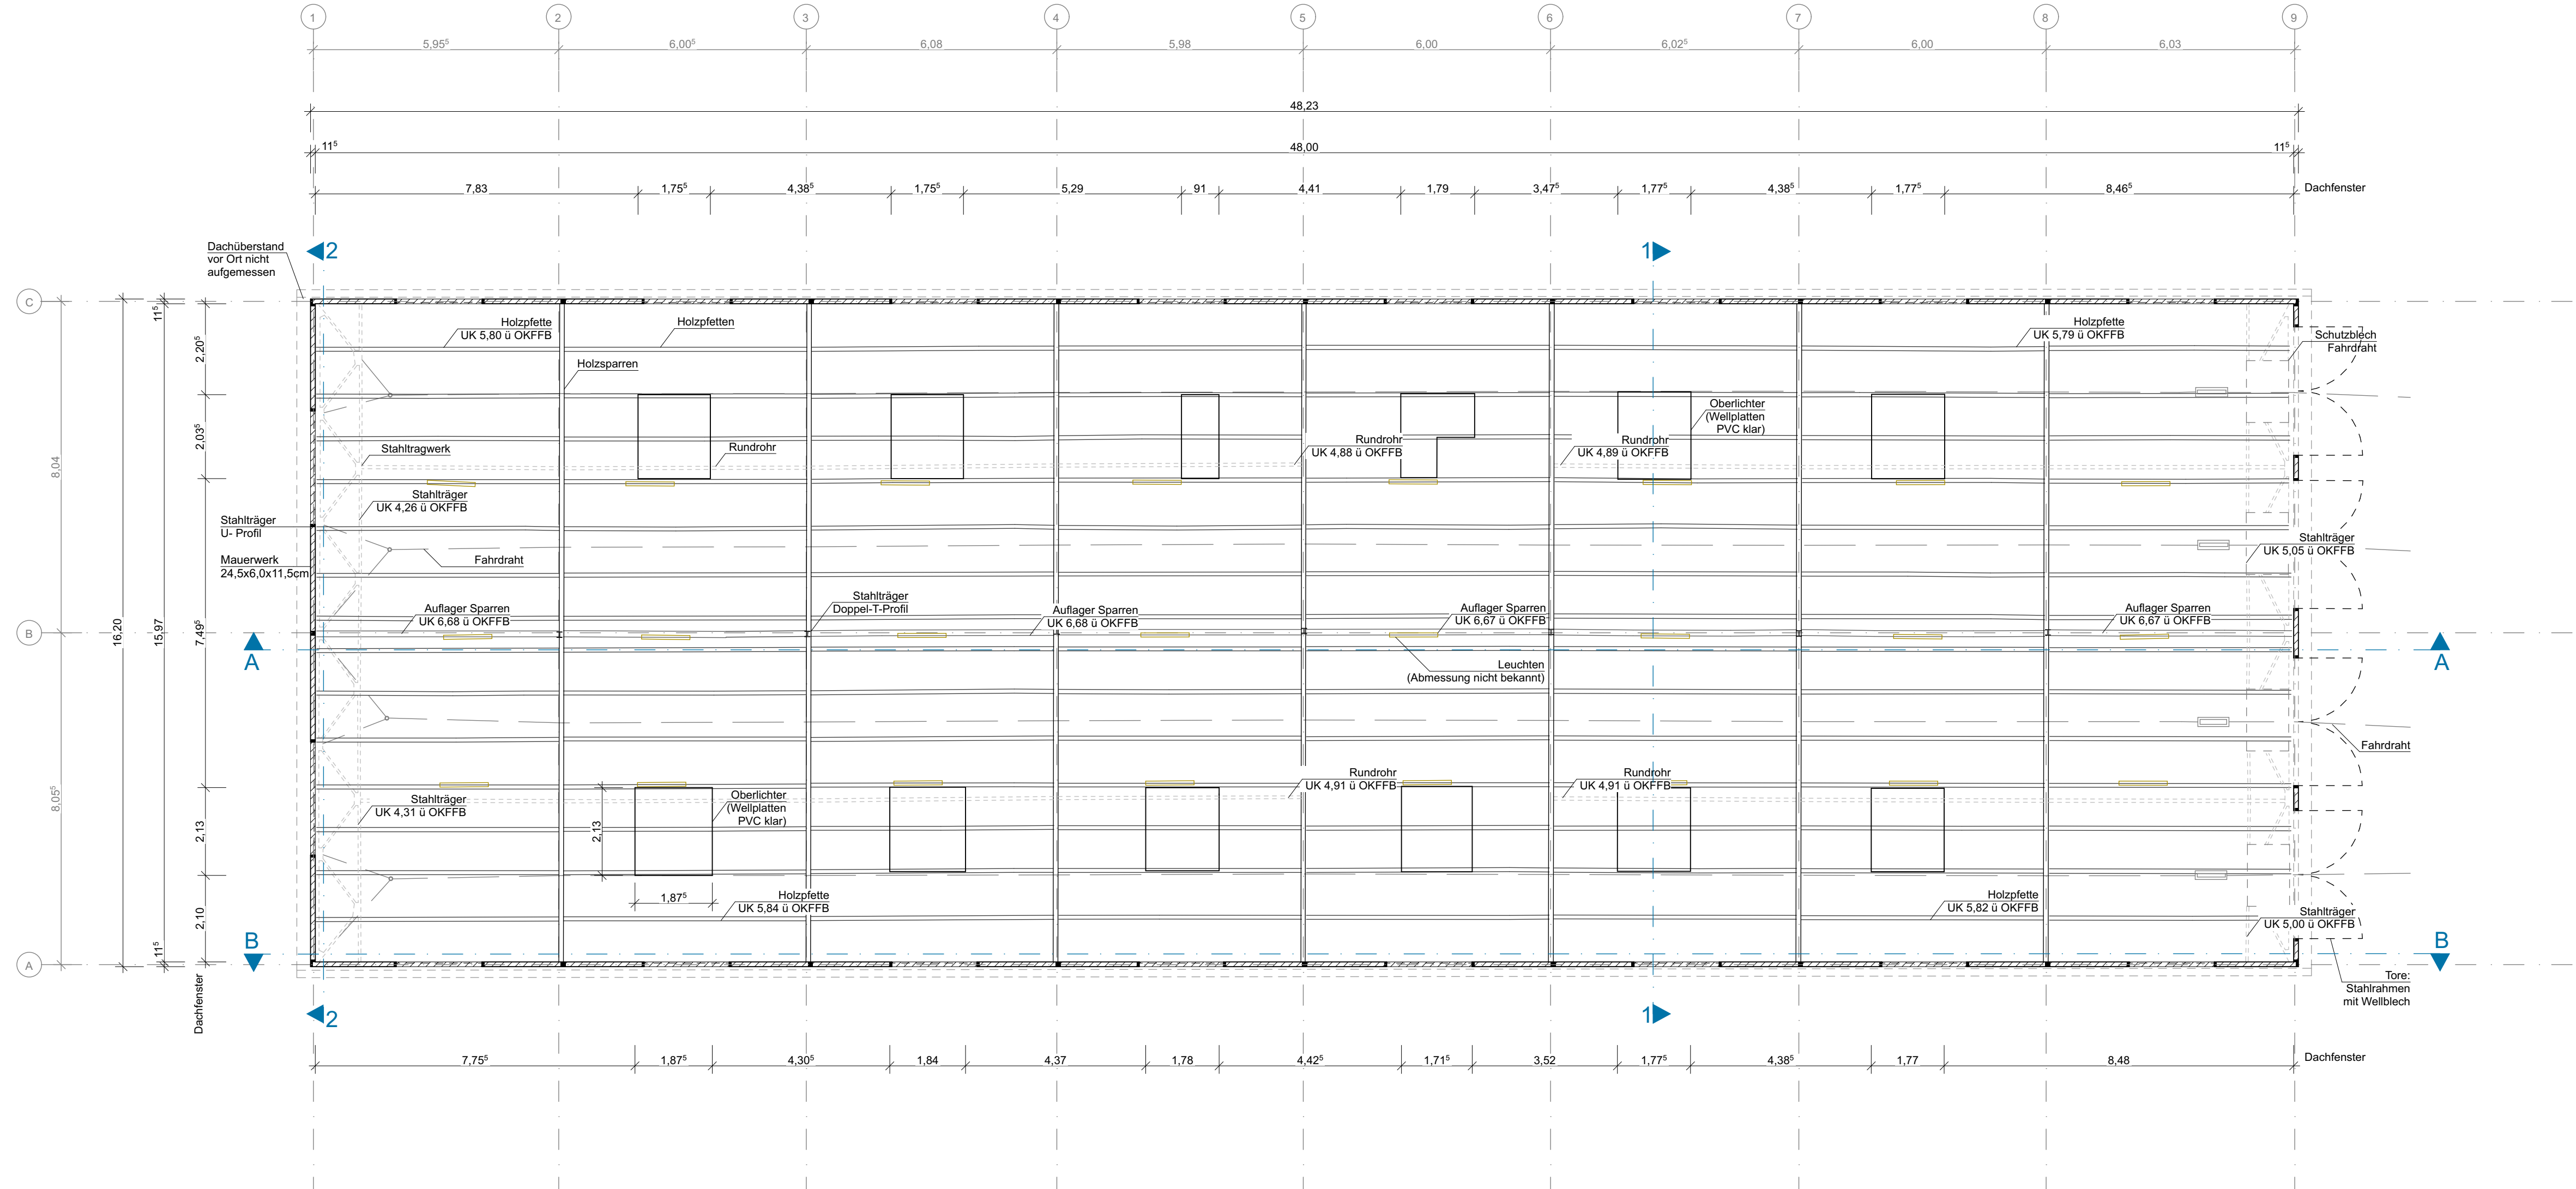 1 2 3 4 5 6 7 8 9
5,95⁵ 6,00⁵ 6,08 5,98 6,00 6,02⁵ 6,00 6,03
48,23
11⁵ 48,00 11⁵
7,83 1,75⁵ 4,38⁵ 1,75⁵ 5,29 91 4,41 1,79 3,47⁵ 1,77⁵ 4,38⁵ 1,77⁵ 8,46⁵ Dachfenster
Dachüberstand
vor Ort nicht
aufgemessen
2
1
C
11⁵
Holzpfette
UK 5,80 ü OKFFB
Holzpfetten
Holzpfette
UK 5,79 ü OKFFB
Schutzblech
Fahrdraht
2,20⁵
Holzsparren
Oberlichter
(Wellplatten
PVC klar)
2,03⁵
Stahltragwerk
Rundrohr
Rundrohr
UK 4,88 ü OKFFB
Rundrohr
UK 4,89 ü OKFFB
8,04
Stahlträger
UK 4,26 ü OKFFB
Stahlträger
U- Profil
Stahlträger
UK 5,05 ü OKFFB
Mauerwerk
24,5x6,0x11,5cm
Fahrdraht
Stahlträger
Doppel-T-Profil
Auflager Sparren
UK 6,68 ü OKFFB
Auflager Sparren
UK 6,68 ü OKFFB
Auflager Sparren
UK 6,67 ü OKFFB
Auflager Sparren
UK 6,67 ü OKFFB
B
16,20
15,97
7,49⁵
A
A
Leuchten
(Abmessung nicht bekannt)
Fahrdraht
Rundrohr
UK 4,91 ü OKFFB
Rundrohr
UK 4,91 ü OKFFB
8,05⁵
Stahlträger
UK 4,31 ü OKFFB
Oberlichter
(Wellplatten
PVC klar)
2,13
2,13
1,87⁵
Holzpfette
UK 5,84 ü OKFFB
Holzpfette
UK 5,82 ü OKFFB
Stahlträger
UK 5,00 ü OKFFB
2,10
B
B
11⁵
A
Tore:
Stahlrahmen
mit Wellblech
Dachfenster
2
1
7,75⁵ 1,87⁵ 4,30⁵ 1,84 4,37 1,78 4,42⁵ 1,71⁵ 3,52 1,77⁵ 4,38⁵ 1,77 8,48 Dachfenster